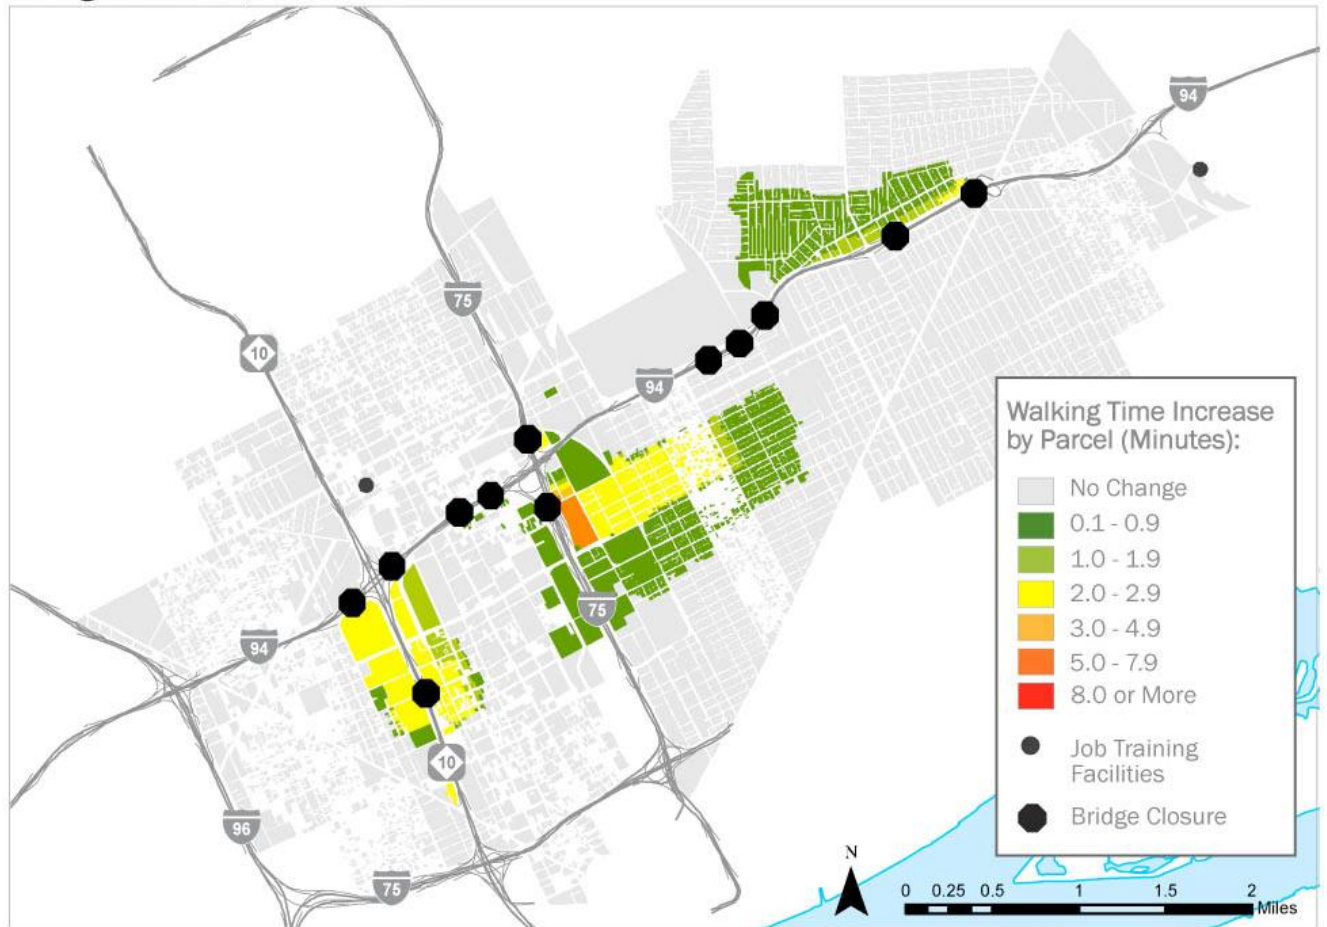 94
75
10
94
94
75
10
96
75
Walking Time Increase
by Parcel (Minutes):
No Change
0.1 - 0.9
1.0 - 1.9
2.0 - 2.9
3.0 - 4.9
5.0 - 7.9
8.0 or More
Job Training
Facilities
Bridge Closure
N
0 0.25 0.5 1 1.5 2
Miles